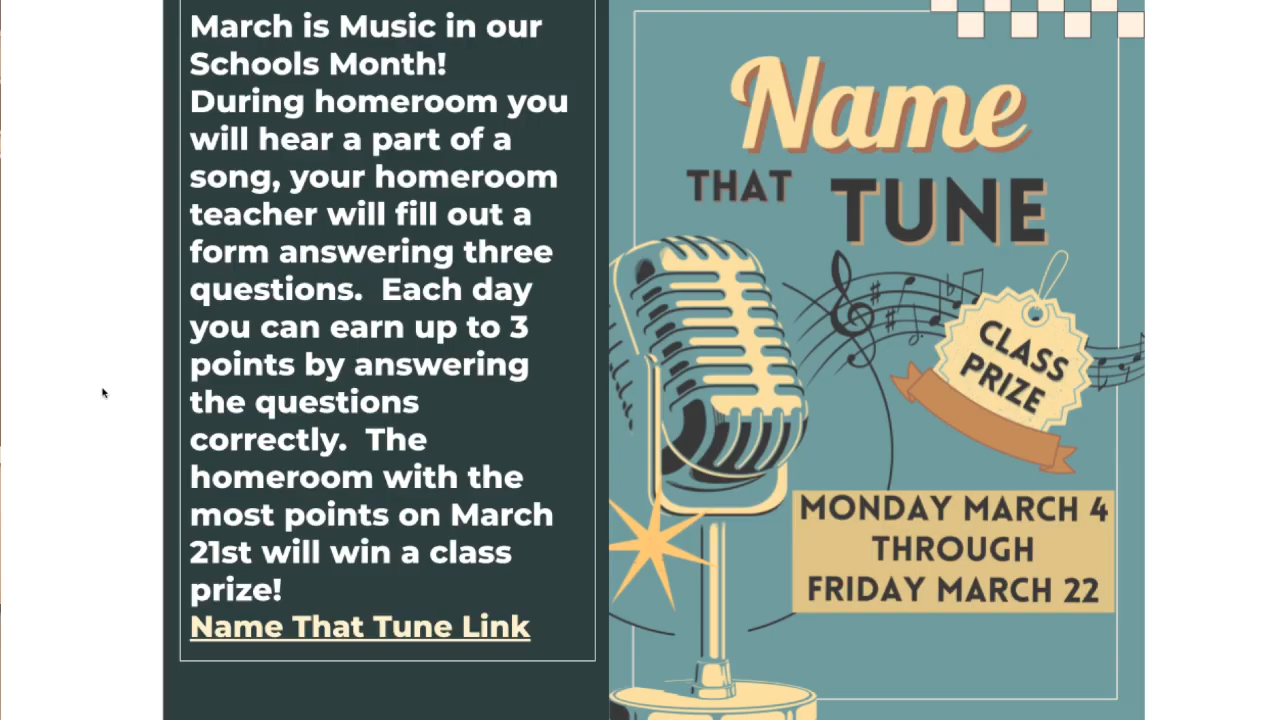 March is Music in our
Schools Month!
During homeroom you
will hear a part of a
song, your homeroom
teacher will fill out a
form answering three
questions.  Each day
you can earn up to 3
points by answering
the questions
correctly.  The
homeroom with the
most points on March
21st will win a class
prize!
Name That Tune Link
Name
THAT TUNE
CLASS
PRIZE
MONDAY MARCH 4
THROUGH
FRIDAY MARCH 22